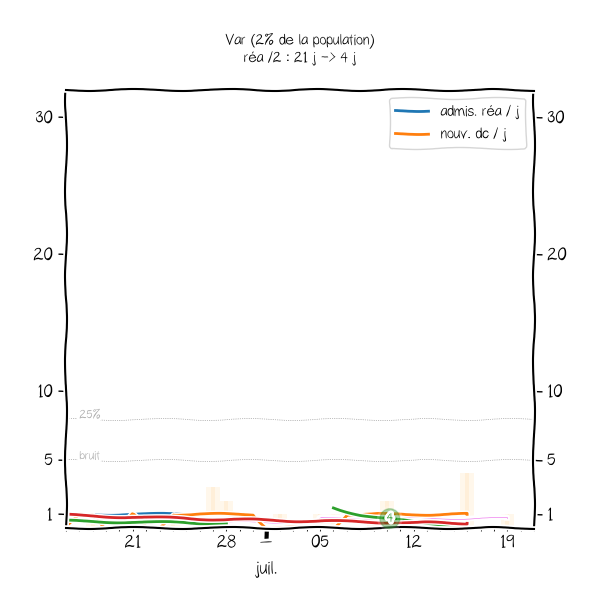 Var (2% de la population)
réa /2 : 21 j -> 4 j
admis. réa / j
nouv. dc / j
30 30
20 20
10 10
25%
bruit
5 5
1 1
4
21 28 1 05 12 19
juil.